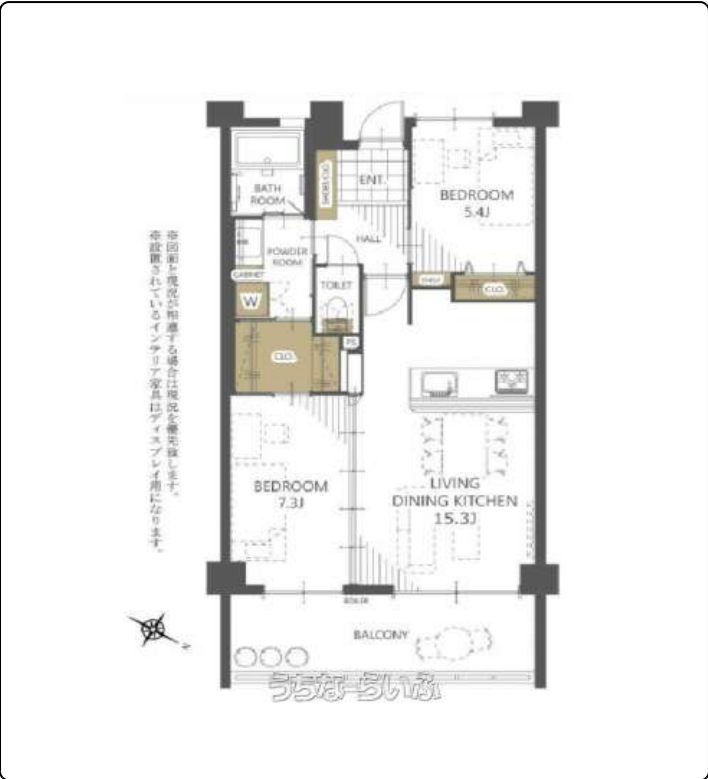 BATH
ROOM
SHOES CLO
ENT.
BEDROOM
5.4J
HALL
POWDER
ROOM
CABINET
W
TOILET
CLO.
CLO.
PS
BEDROOM
7.3J
LIVING
DINING KITCHEN
15.3J
BOILER
BALCONY
※図面と現況が相違する場合は現況を優先致します。
※設置されているインテリア家具はディスプレイ用になります。
N
うちなーらいふ